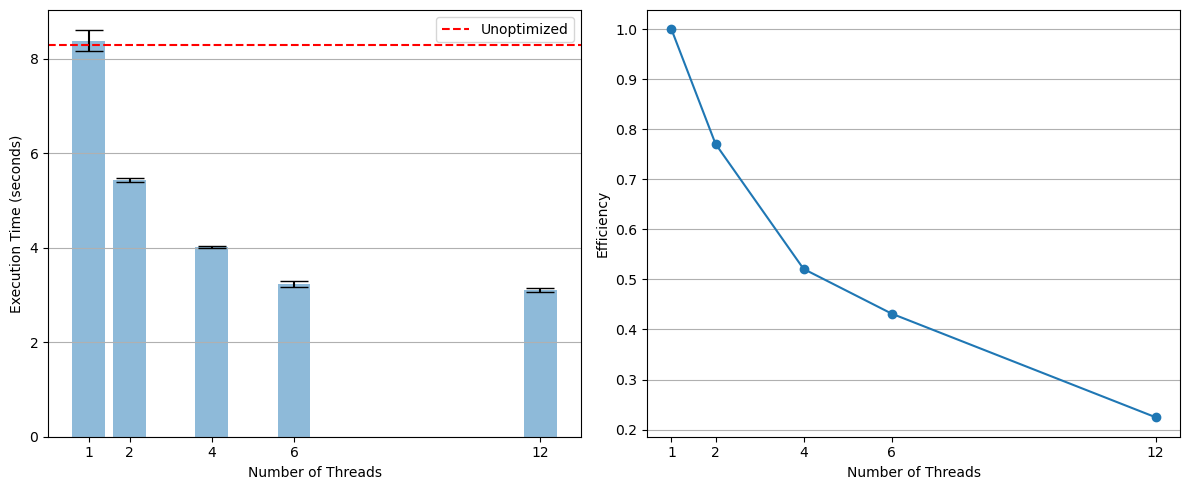 Unoptimized
Execution Time (seconds)
8
6
4
2
0
1 2 4 6 12
Number of Threads
Efficiency
1.0
0.9
0.8
0.7
0.6
0.5
0.4
0.3
0.2
1 2 4 6 12
Number of Threads